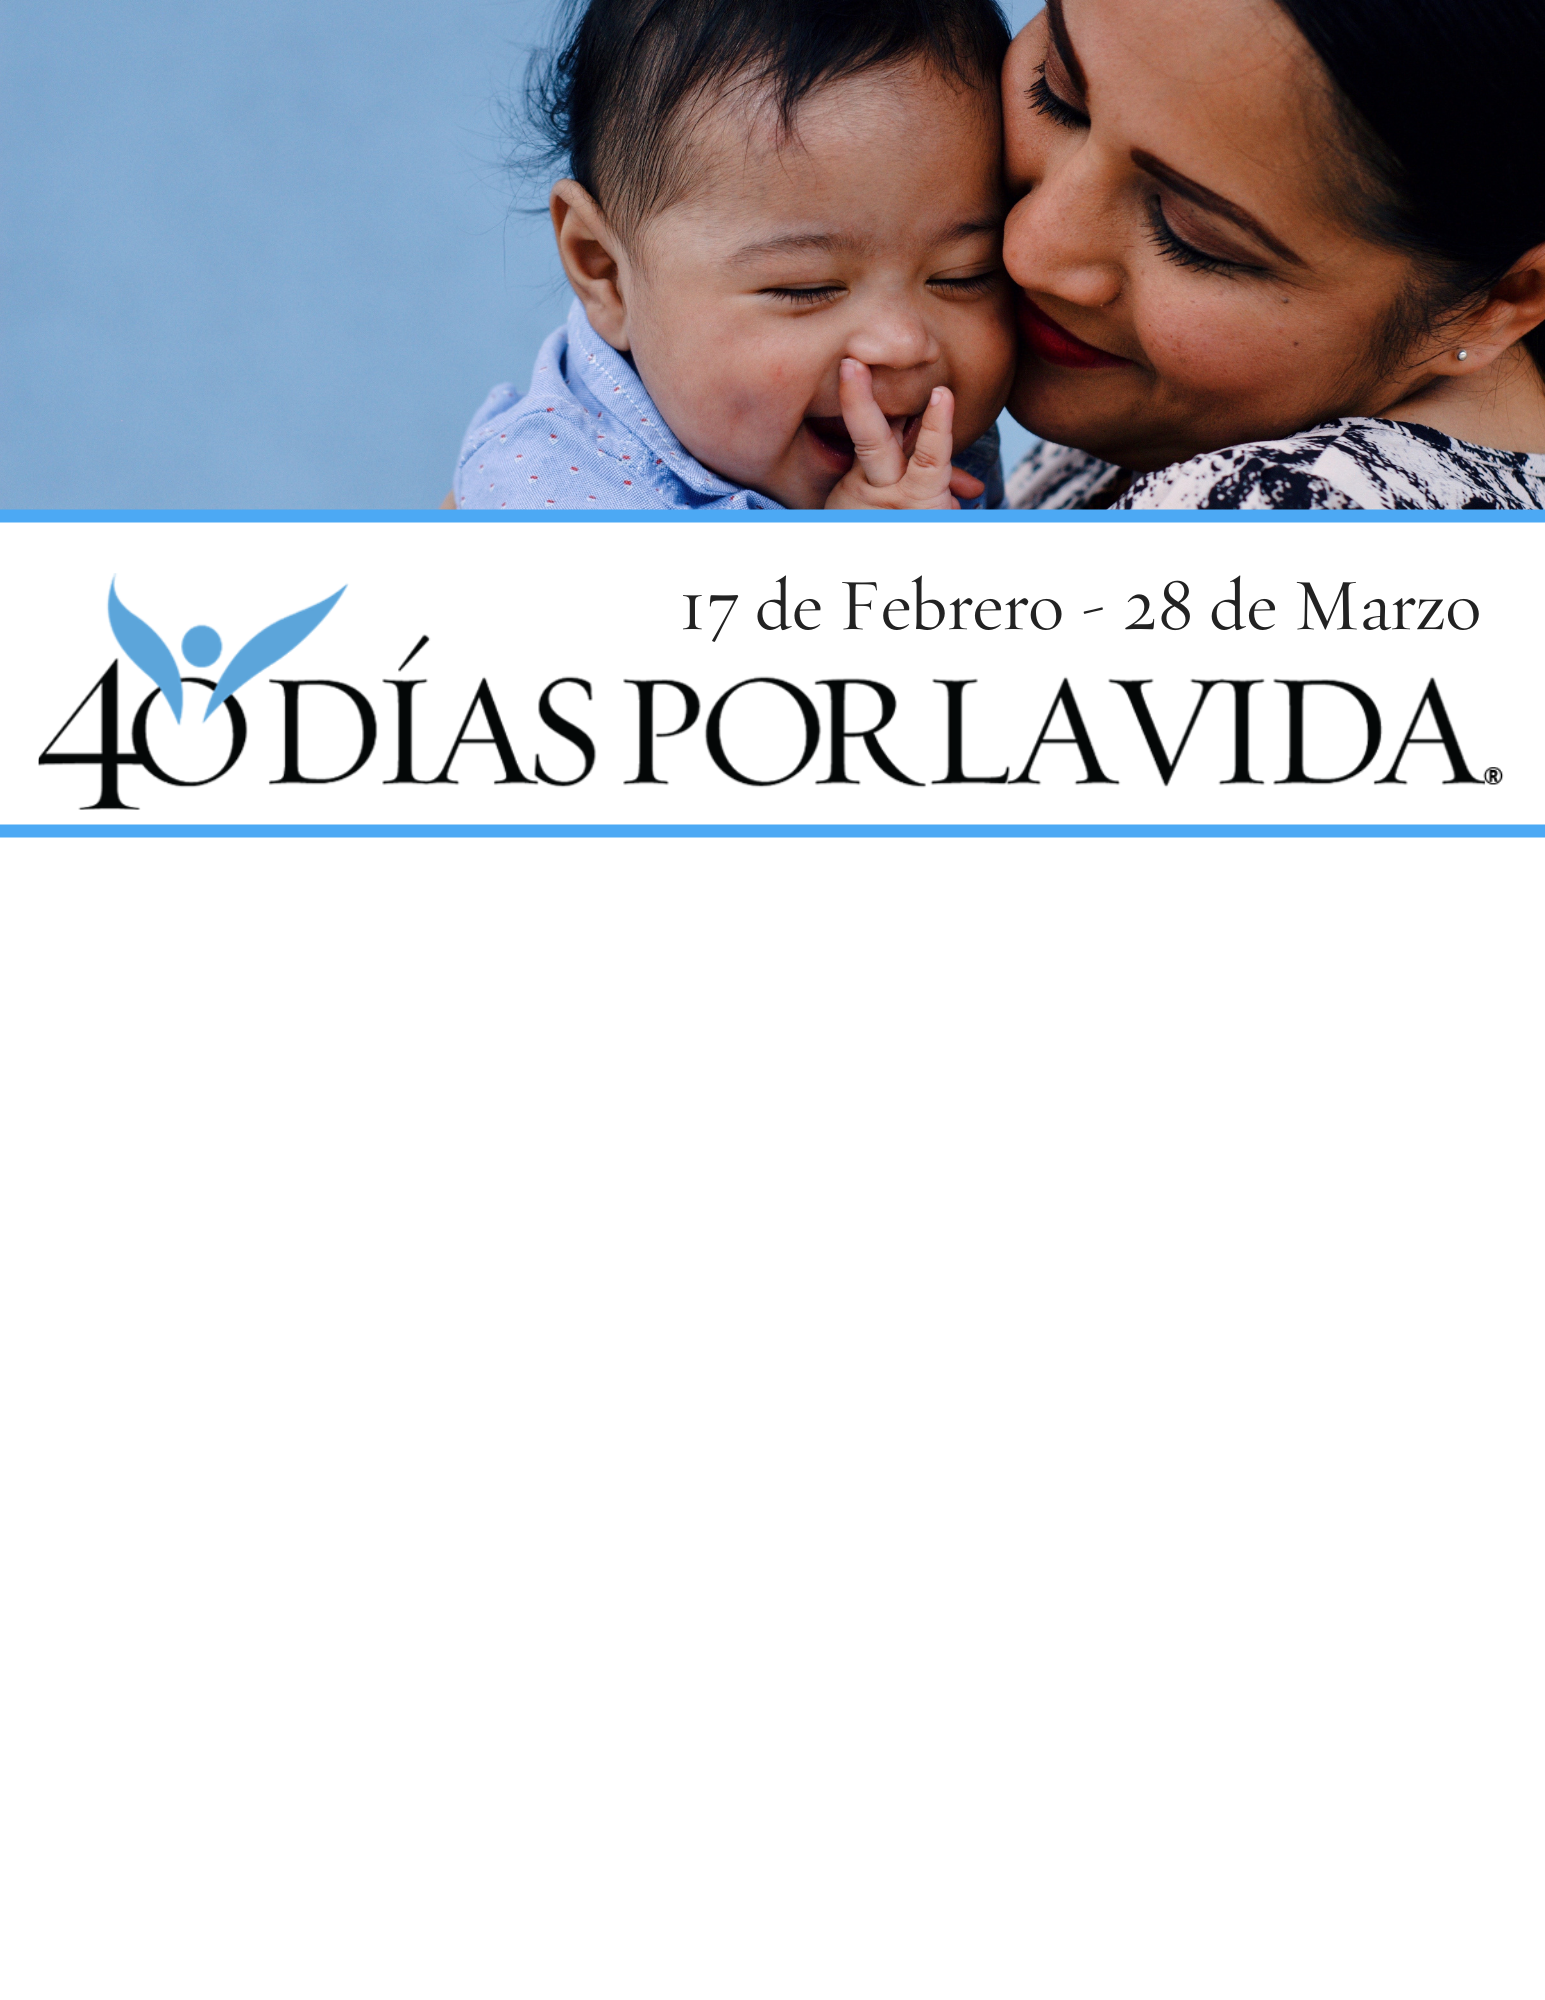 17 de Febrero - 28 de Marzo
40 DÍAS POR LA VIDA®